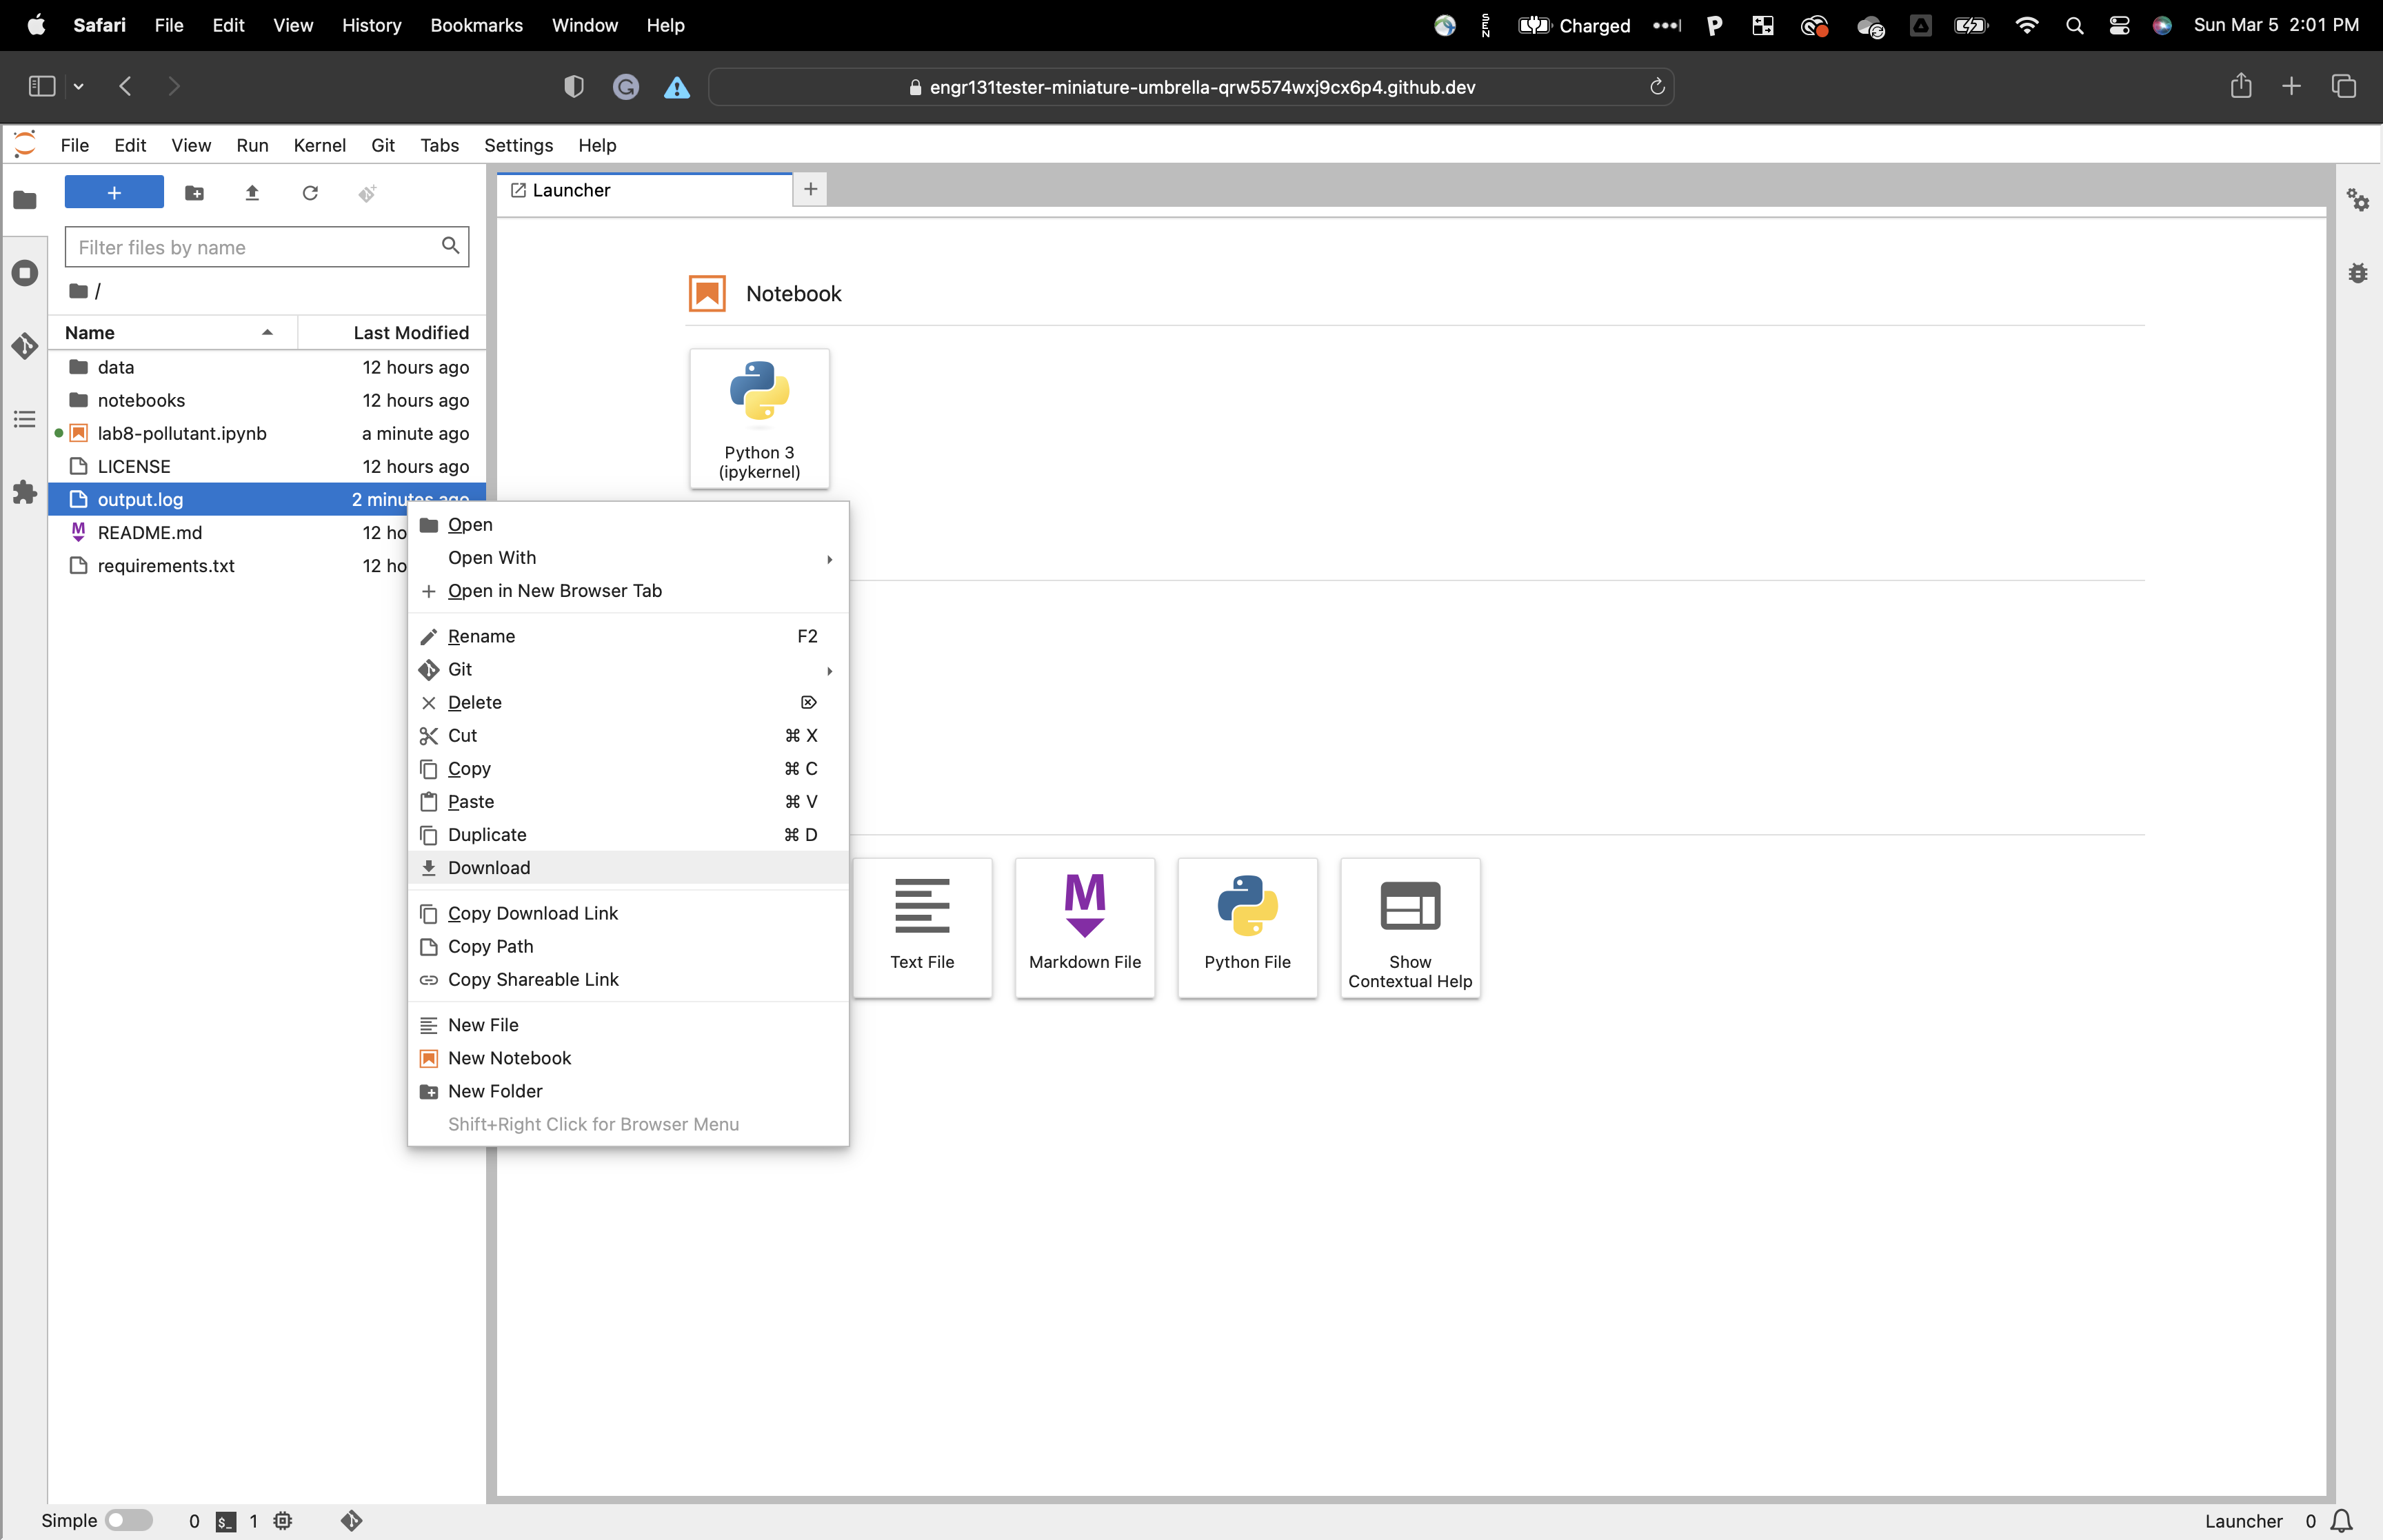 Safari File Edit View History Bookmarks Window Help
SEN Charged Sun Mar 5 2:01 PM
engr131tester-miniature-umbrella-qrw5574wxj9cx6p4.github.dev
File Edit View Run Kernel Git Tabs Settings Help
Launcher
Filter files by name
/
Name Last Modified
data 12 hours ago
notebooks 12 hours ago
lab8-pollutant.ipynb a minute ago
LICENSE 12 hours ago
output.log 2 minutes ago
README.md 12 ho
requirements.txt 12 ho
Open
Open With
Open in New Browser Tab
Rename F2
Git
Delete
Cut ⌘ X
Copy ⌘ C
Paste ⌘ V
Duplicate ⌘ D
Download
Copy Download Link
Copy Path
Copy Shareable Link
New File
New Notebook
New Folder
Shift+Right Click for Browser Menu
Notebook
Python 3
(ipykernel)
Text File
Markdown File
Python File
Show
Contextual Help
Simple 0 $_ 1
Launcher 0